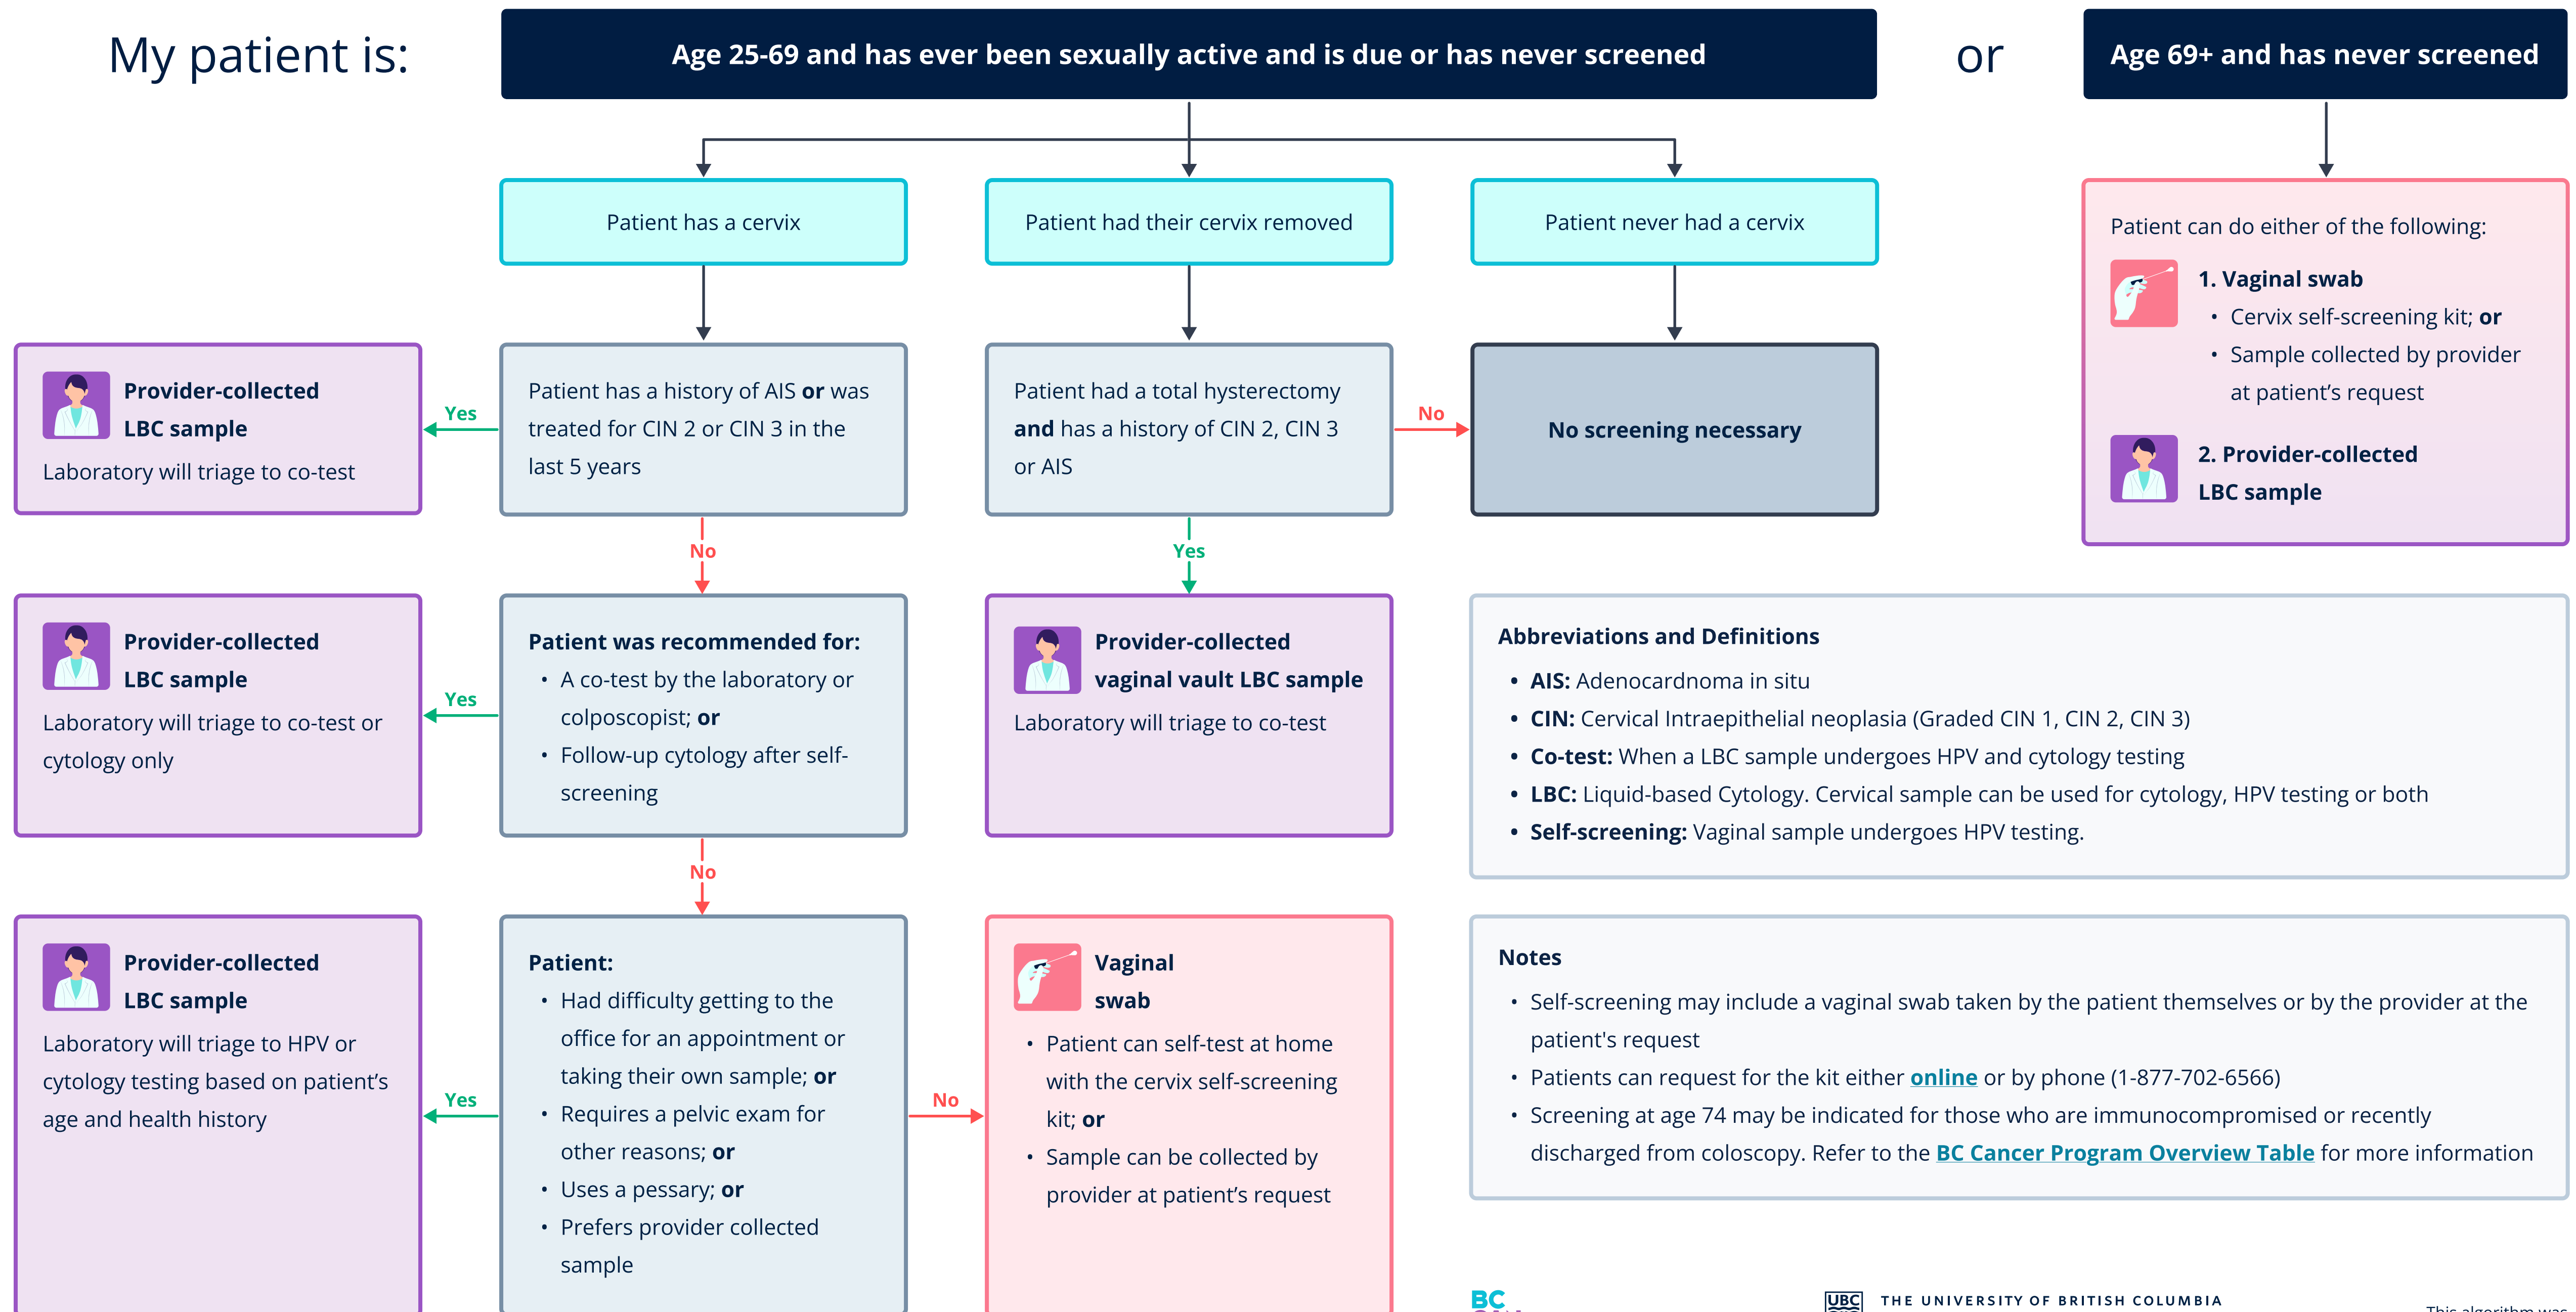 My patient is:
Age 25-69 and has ever been sexually active and is due or has never screened
or
Age 69+ and has never screened
Patient has a cervix
Patient had their cervix removed
Patient never had a cervix
Patient can do either of the following:
1. Vaginal swab
• Cervix self-screening kit; or
• Sample collected by provider
at patient’s request
2. Provider-collected
LBC sample
Provider-collected
LBC sample
Laboratory will triage to co-test
Yes
Patient has a history of AIS or was
treated for CIN 2 or CIN 3 in the
last 5 years
Patient had a total hysterectomy
and has a history of CIN 2, CIN 3
or AIS
No
No screening necessary
No
Yes
Provider-collected
LBC sample
Laboratory will triage to co-test or
cytology only
Yes
Patient was recommended for:
• A co-test by the laboratory or
colposcopist; or
• Follow-up cytology after self-
screening
Provider-collected
vaginal vault LBC sample
Laboratory will triage to co-test
Abbreviations and Definitions
• AIS: Adenocardnoma in situ
• CIN: Cervical Intraepithelial neoplasia (Graded CIN 1, CIN 2, CIN 3)
• Co-test: When a LBC sample undergoes HPV and cytology testing
• LBC: Liquid-based Cytology. Cervical sample can be used for cytology, HPV testing or both
• Self-screening: Vaginal sample undergoes HPV testing.
No
Provider-collected
LBC sample
Laboratory will triage to HPV or
cytology testing based on patient’s
age and health history
Yes
Patient:
• Had difficulty getting to the
office for an appointment or
taking their own sample; or
• Requires a pelvic exam for
other reasons; or
• Uses a pessary; or
• Prefers provider collected
sample
No
Vaginal
swab
• Patient can self-test at home
with the cervix self-screening
kit; or
• Sample can be collected by
provider at patient’s request
Notes
• Self-screening may include a vaginal swab taken by the patient themselves or by the provider at the
patient's request
• Patients can request for the kit either online or by phone (1-877-702-6566)
• Screening at age 74 may be indicated for those who are immunocompromised or recently
discharged from coloscopy. Refer to the BC Cancer Program Overview Table for more information
BC
UBC
THE UNIVERSITY OF BRITISH COLUMBIA
This algorithm was